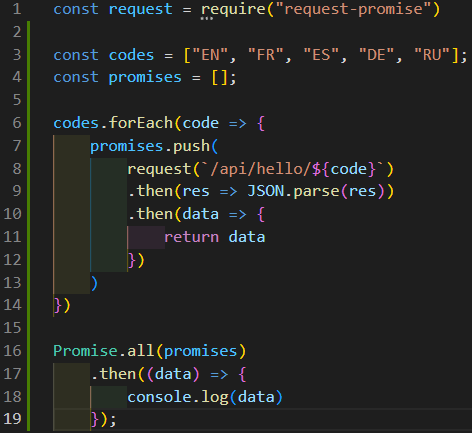 1 const request = require("request-promise")
2
3 const codes = ["EN", "FR", "ES", "DE", "RU"];
4 const promises = [];
5
6 codes.forEach(code => {
7     promises.push(
8         request(`/api/hello/${code}`)
9         .then(res => JSON.parse(res))
10         .then(data => {
11             return data
12         })
13     )
14 })
15
16 Promise.all(promises)
17     .then((data) => {
18         console.log(data)
19     });